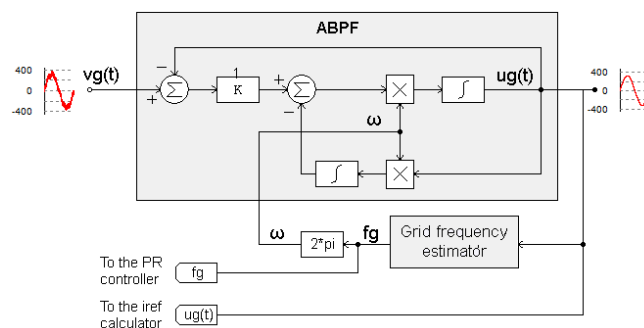 ABPF
vg(t)
ug(t)
400
0
-400
400
0
-400
−
+
Σ
1
K
+
−
Σ
×
∫
ω
∫
×
ω
2*pi
fg
Grid frequency
estimator
To the PR
controller
fg
To the iref
calculator
ug(t)